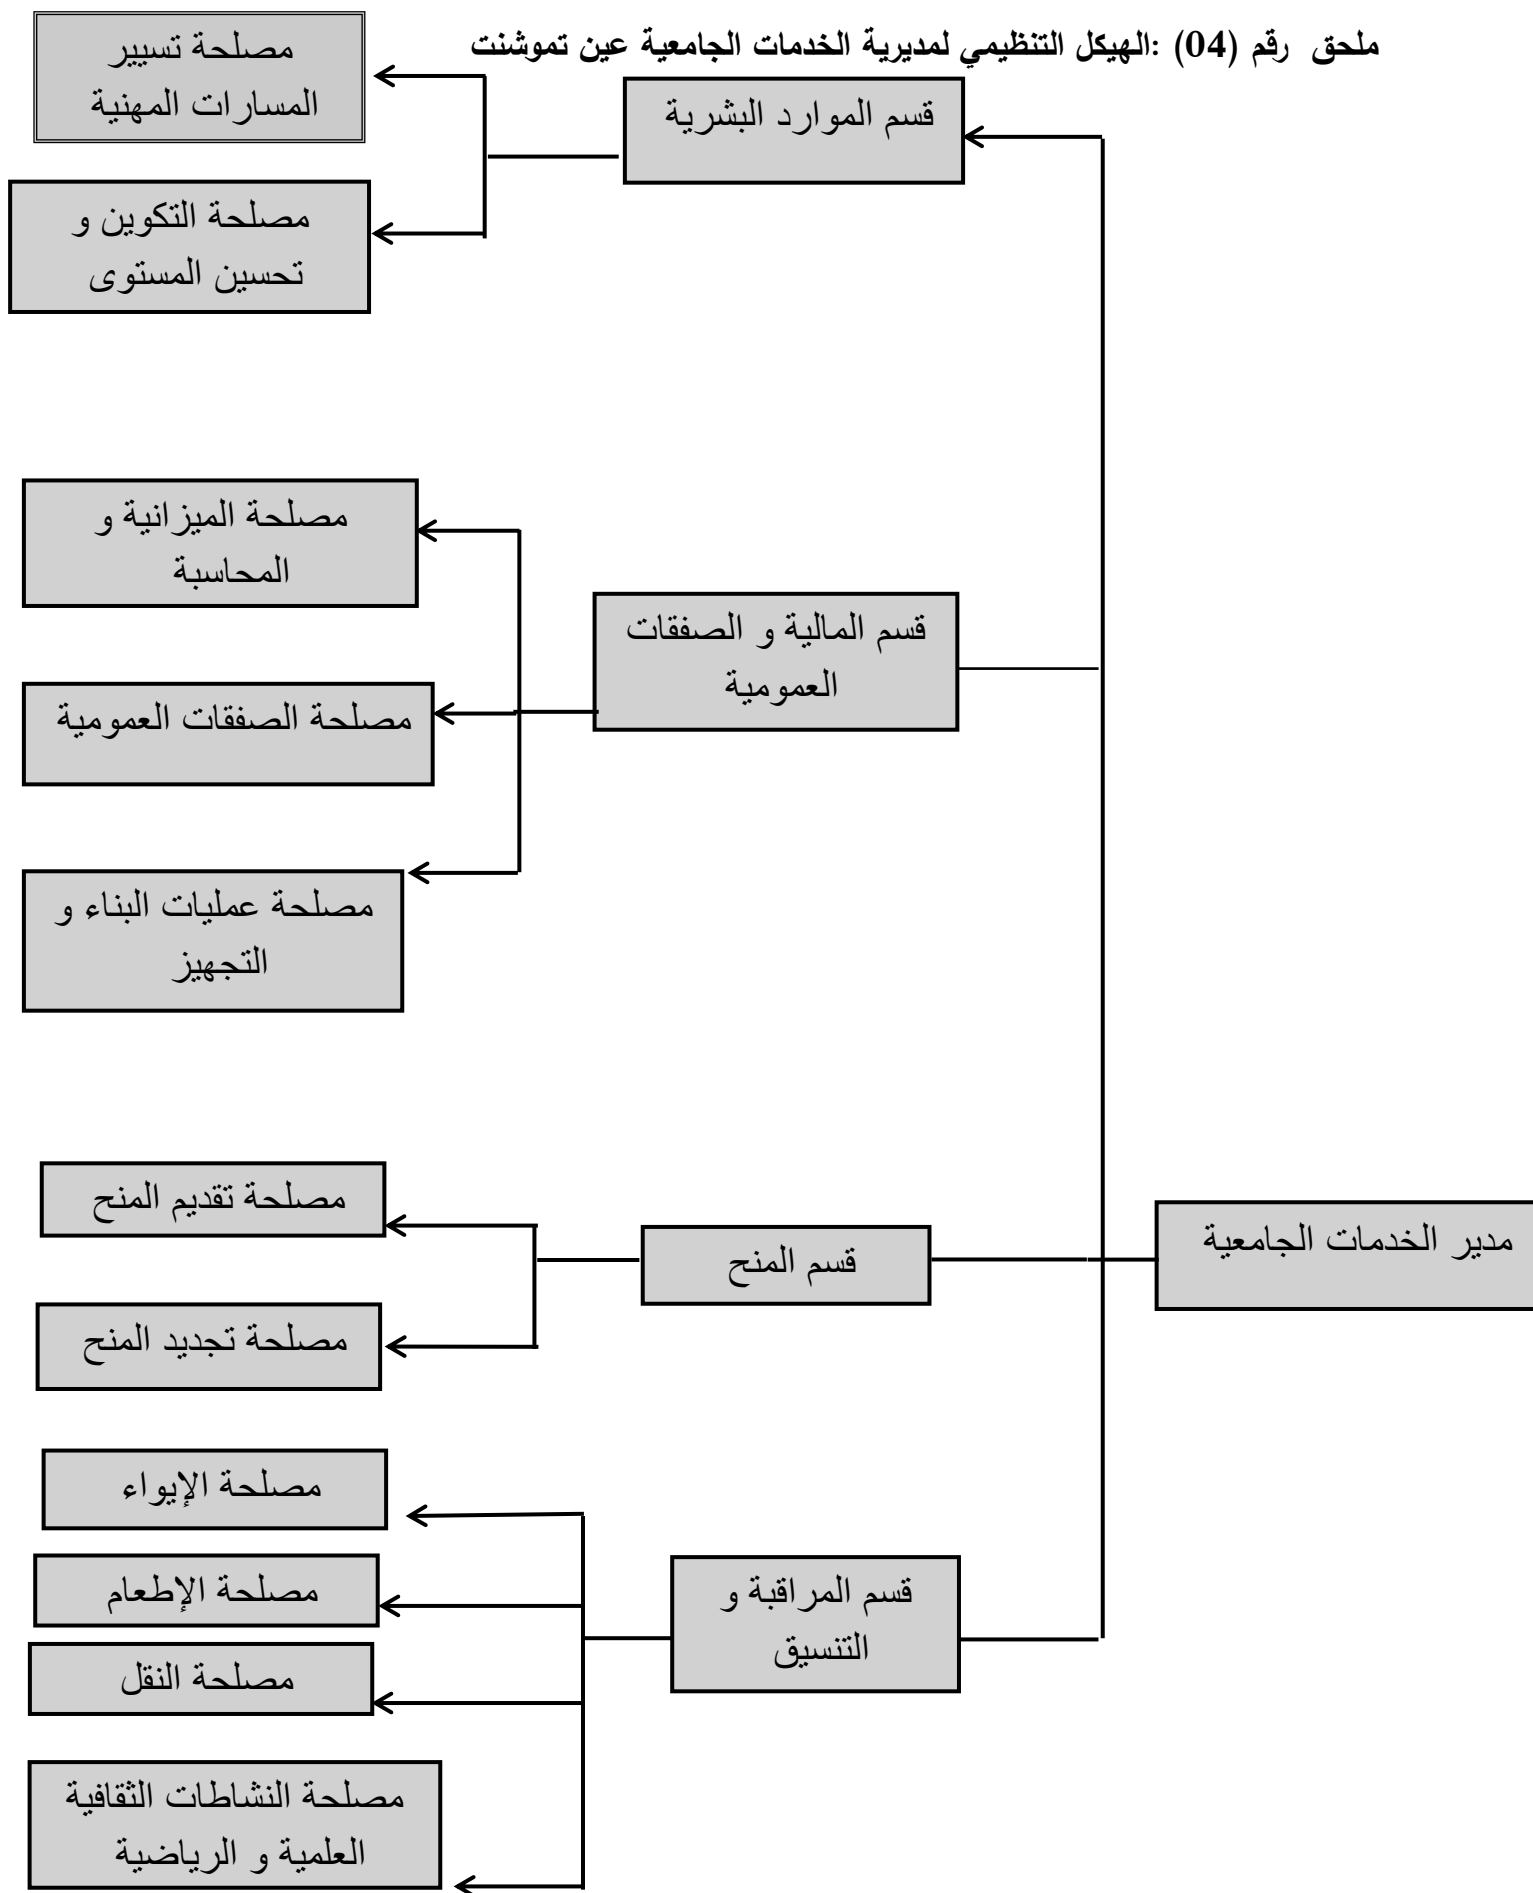 ملحق رقم (04) :الهيكل التنظيمي لمديرية الخدمات الجامعية عين تموشنت
مصلحة تسيير
المسارات المهنية
قسم الموارد البشرية
مصلحة التكوين و
تحسين المستوى
مصلحة الميزانية و
المحاسبة
قسم المالية و الصفقات
العمومية
مصلحة الصفقات العمومية
مصلحة عمليات البناء و
التجهيز
مصلحة تقديم المنح
مدير الخدمات الجامعية
قسم المنح
مصلحة تجديد المنح
مصلحة الإيواء
مصلحة الإطعام
قسم المراقبة و
التنسيق
مصلحة النقل
مصلحة النشاطات الثقافية
العلمية و الرياضية